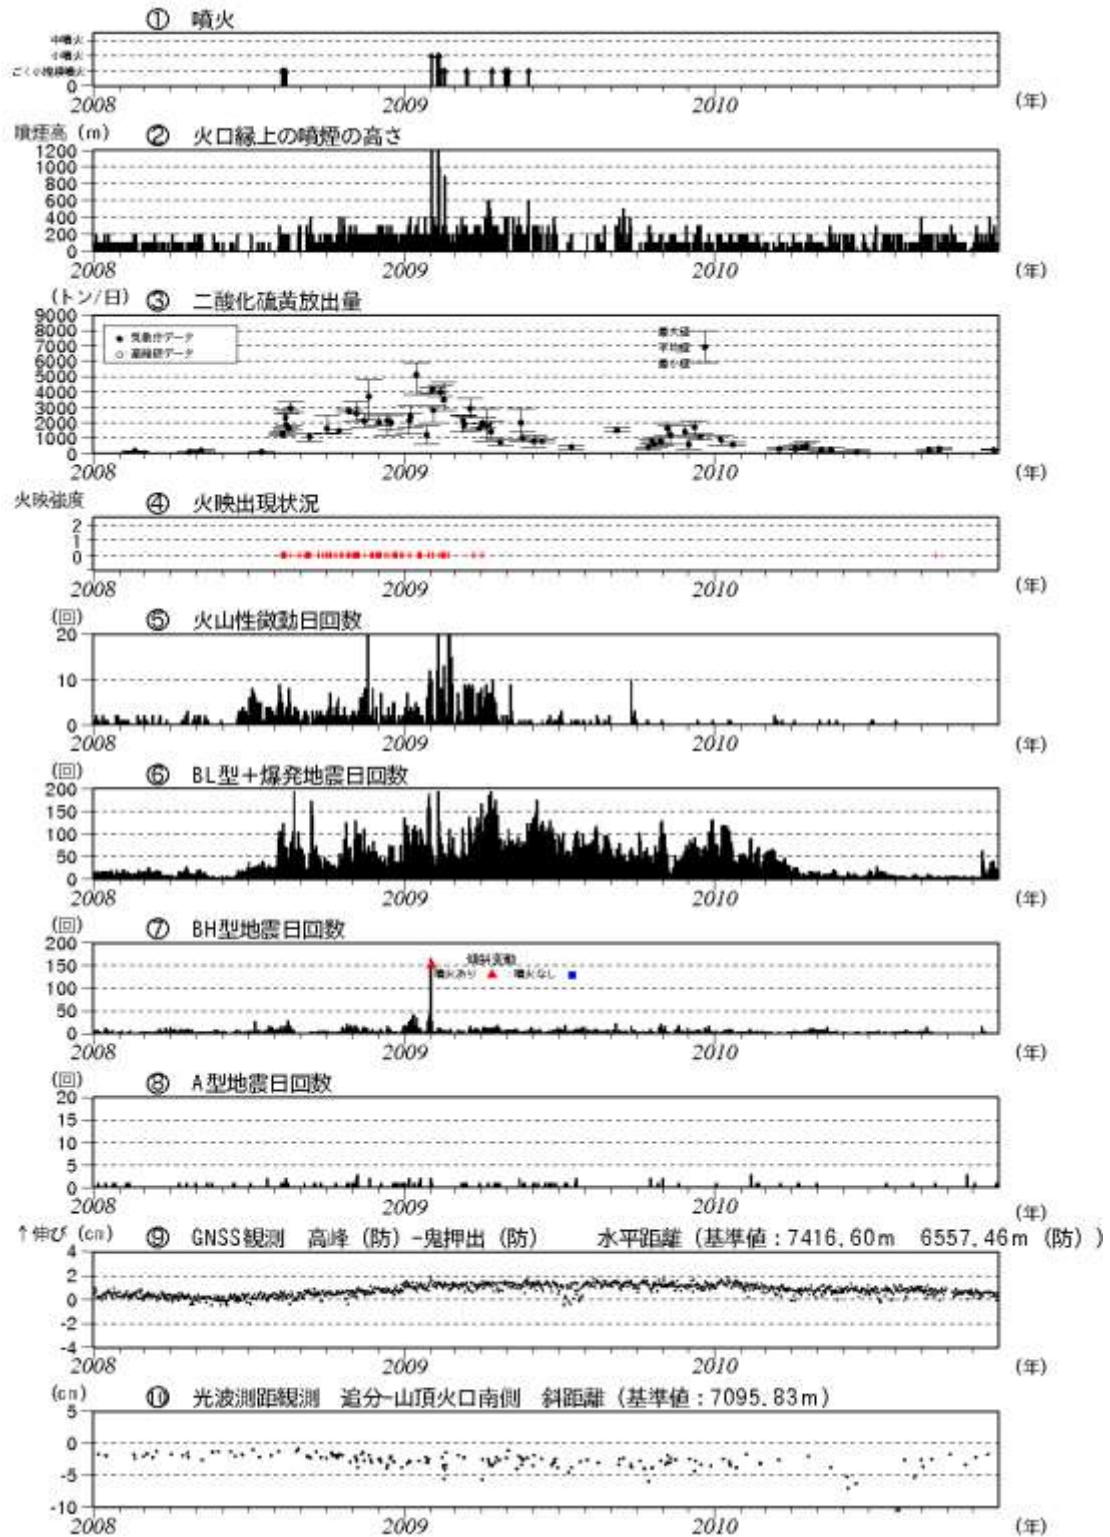 ① 噴火
中噴火
小噴火
ごく小規模噴火
0
2008 2009 2010 (年)
噴煙高 (m) ② 火口縁上の噴煙の高さ
1200
1000
800
600
400
200
0
2008 2009 2010 (年)
(トン/日) ③ 二酸化硫黄放出量
9000
8000
7000
6000
5000
4000
3000
2000
1000
0
気象庁データ
最大値
平均値
最小値
2008 2009 2010 (年)
火映強度 ④ 火映出現状況
2
1
0
2008 2009 2010 (年)
(回) ⑤ 火山性微動日回数
20
10
0
2008 2009 2010 (年)
(回) ⑥ BL型+爆発地震日回数
200
150
100
50
0
2008 2009 2010 (年)
(回) ⑦ BH型地震日回数
200
150
100
50
0
傾斜変動
噴火あり 噴火なし
2008 2009 2010 (年)
(回) ⑧ A型地震日回数
20
15
10
5
0
2008 2009 2010 (年)
↑伸び (cm) ⑨ GNSS観測 高峰(防)-鬼押出(防) 水平距離(基準値:7416.60m 6557.46m(防))
4
2
0
-2
-4
2008 2009 2010 (年)
(cm) ⑩ 光波測距観測 追分-山頂火口南側 斜距離(基準値:7095.83m)
5
0
-5
-10
2008 2009 2010 (年)